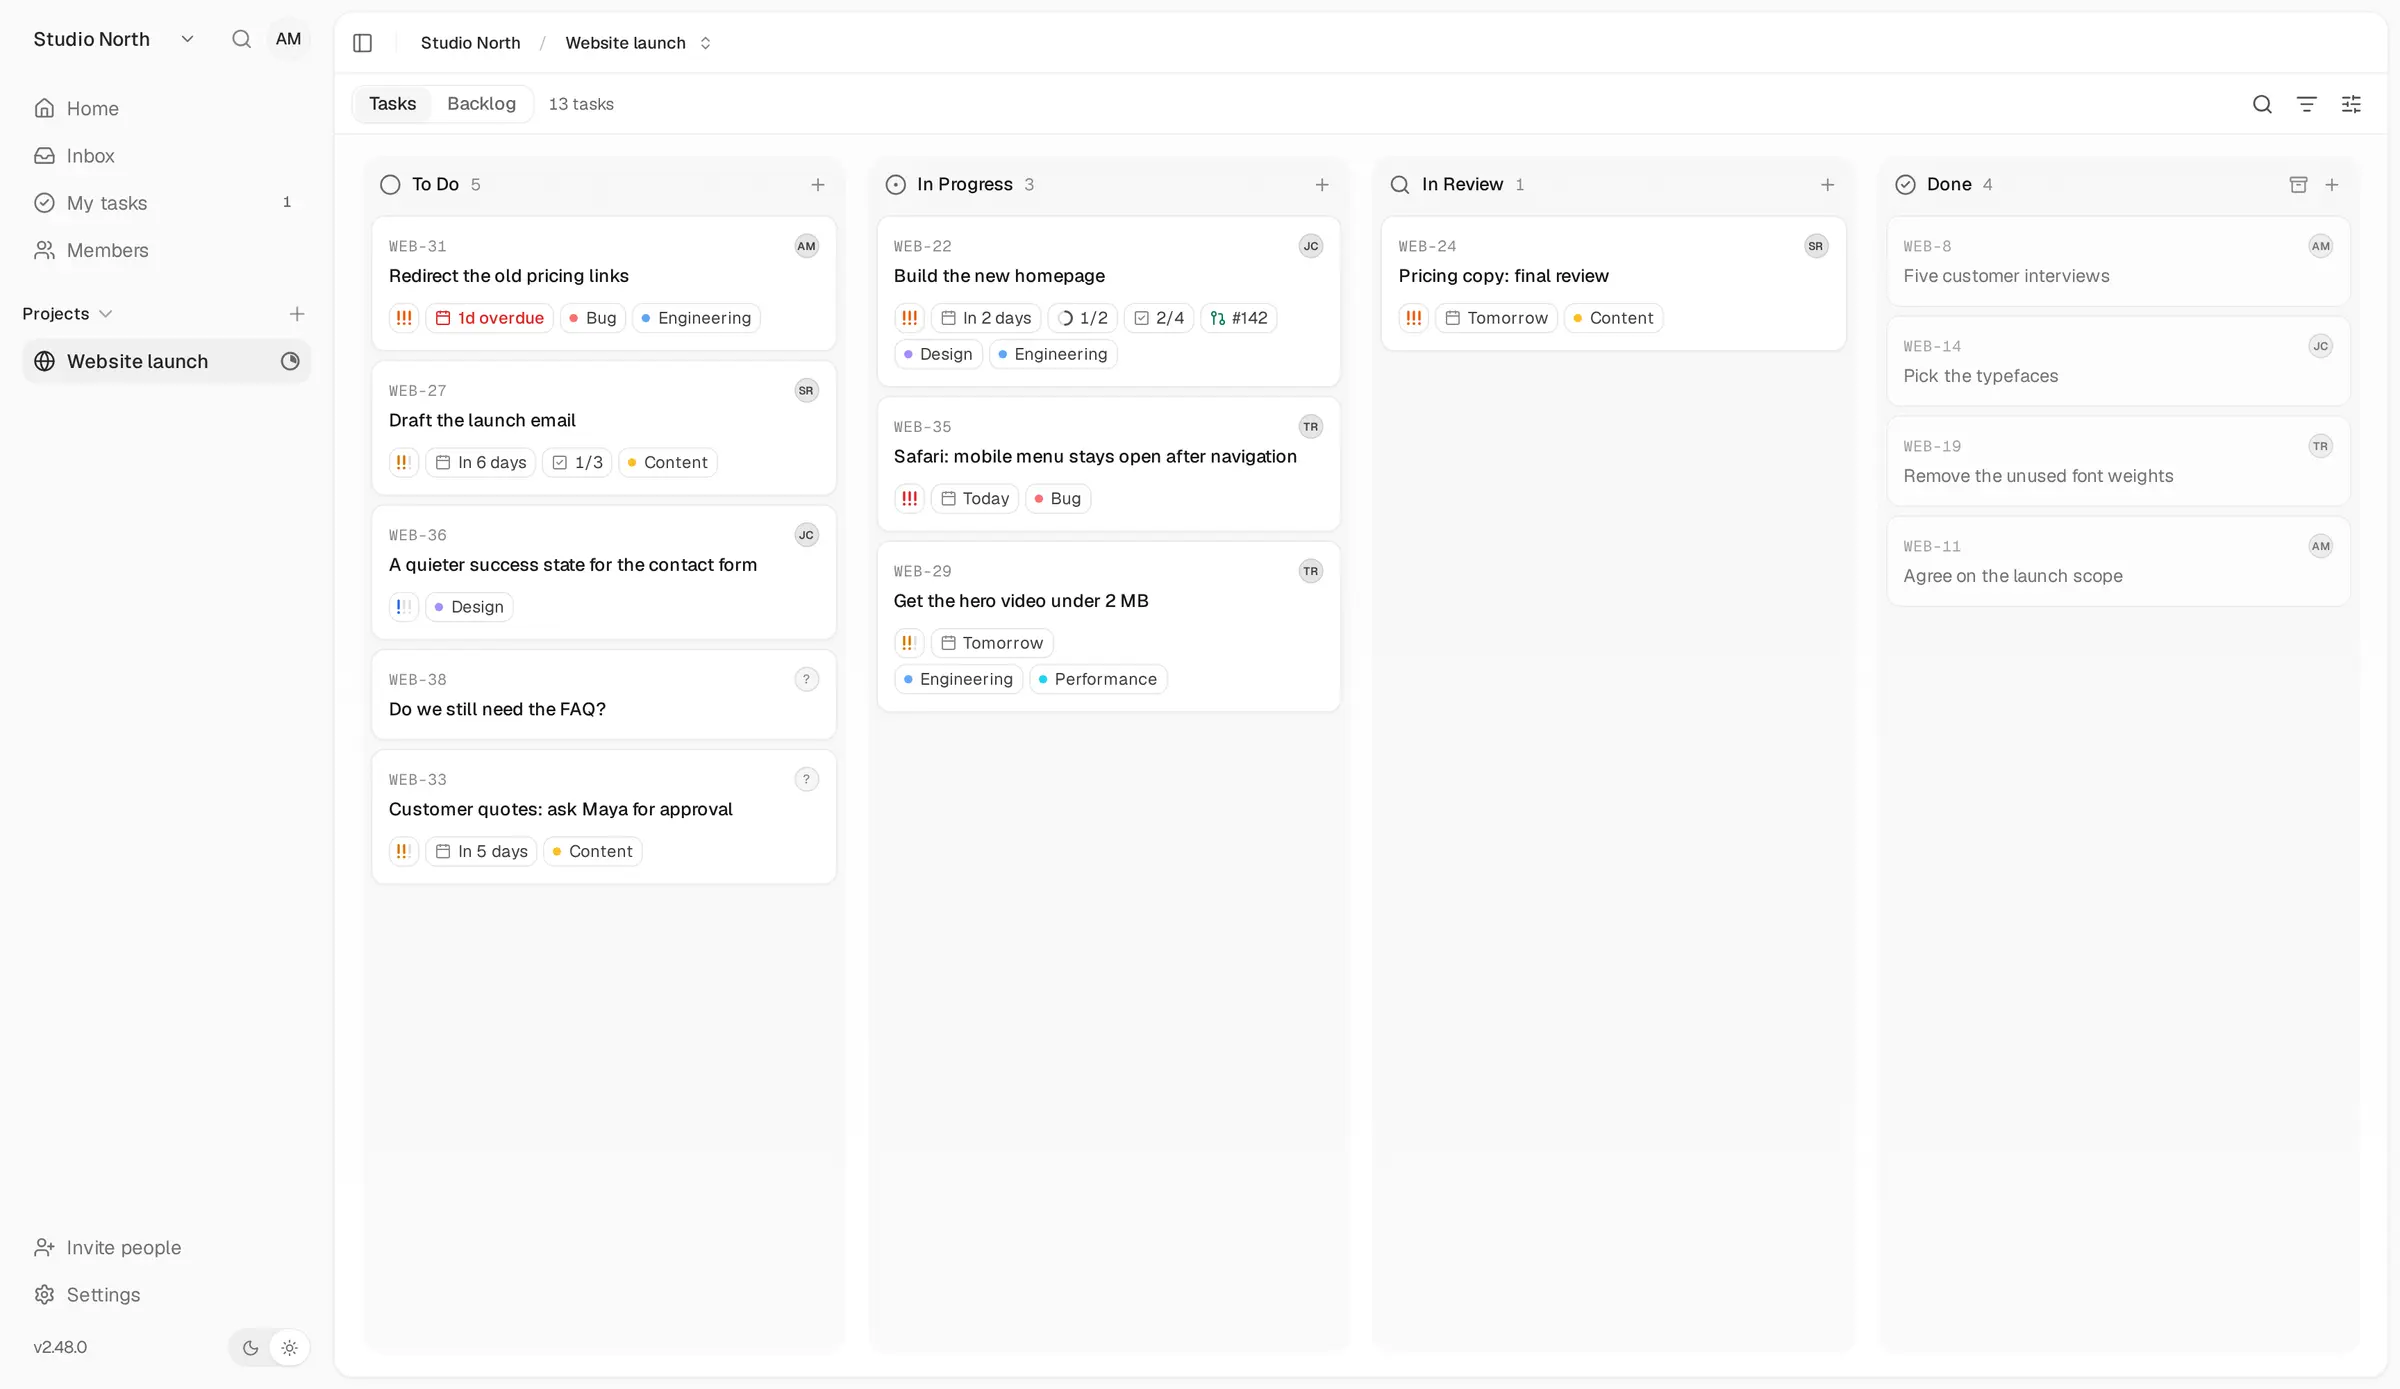 Studio North
AM
Home
Inbox
My tasks 1
Members
Projects
Website launch
Invite people
Settings
v2.48.0
Studio North / Website launch
Tasks Backlog 13 tasks
To Do 5
WEB-31 AM
Redirect the old pricing links
1d overdue Bug Engineering
WEB-27 SR
Draft the launch email
In 6 days 1/3 Content
WEB-36 JC
A quieter success state for the contact form
Design
WEB-38 ?
Do we still need the FAQ?
WEB-33 ?
Customer quotes: ask Maya for approval
In 5 days Content
In Progress 3
WEB-22 JC
Build the new homepage
In 2 days 1/2 2/4 #142
Design Engineering
WEB-35 TR
Safari: mobile menu stays open after navigation
Today Bug
WEB-29 TR
Get the hero video under 2 MB
Tomorrow
Engineering Performance
In Review 1
WEB-24 SR
Pricing copy: final review
Tomorrow Content
Done 4
WEB-8 AM
Five customer interviews
WEB-14 JC
Pick the typefaces
WEB-19 TR
Remove the unused font weights
WEB-11 AM
Agree on the launch scope